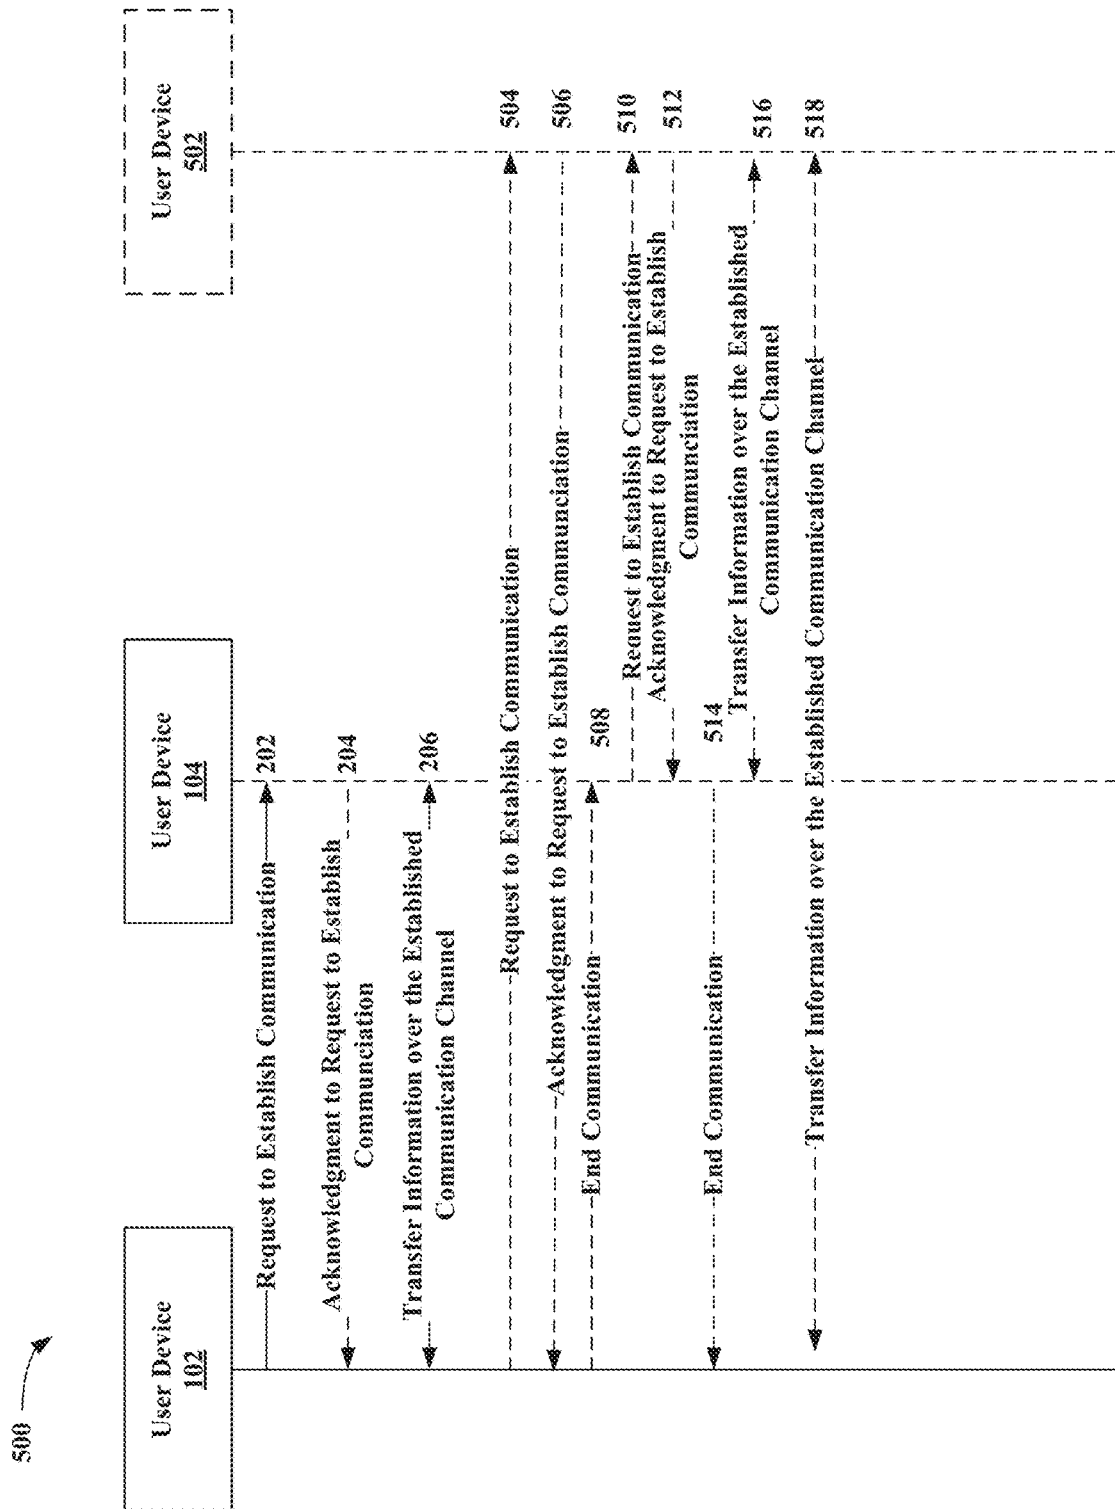 500
User Device
102
User Device
104
User Device
502
Request to Establish Communication
202
Acknowledgment to Request to Establish
Communciation
204
Transfer Information over the Established
Communication Channel
206
Request to Establish Communication
504
Acknowledgment to Request to Establish Communciation
506
End Communication
508
Request to Establish Communication
510
Acknowledgment to Request to Establish
Communciation
512
End Communication
514
Transfer Information over the Established
Communication Channel
516
Transfer Information over the Established Communication Channel
518